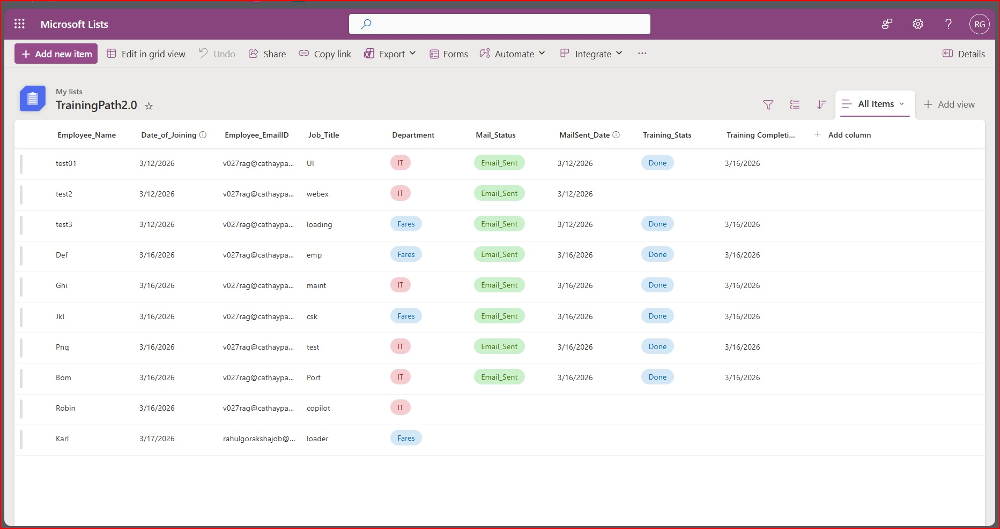 Microsoft Lists
RG
Add new item Edit in grid view Undo Share Copy link Export Forms Automate Integrate ... Details
My lists
TrainingPath2.0
All Items Add view
Employee_Name Date_of_Joining Employee_EmailID Job_Title Department Mail_Status MailSent_Date Training_Stats Training Completi... Add column
test01 3/12/2026 v027rag@cathaypa... UI IT Email_Sent 3/12/2026 Done 3/16/2026
test2 3/12/2026 v027rag@cathaypa... webex IT Email_Sent 3/12/2026
test3 3/12/2026 v027rag@cathaypa... loading Fares Email_Sent 3/12/2026 Done 3/16/2026
Def 3/16/2026 v027rag@cathaypa... emp Fares Email_Sent 3/16/2026 Done 3/16/2026
Ghi 3/16/2026 v027rag@cathaypa... maint IT Email_Sent 3/16/2026 Done 3/16/2026
Jkl 3/16/2026 v027rag@cathaypa... csk Fares Email_Sent 3/16/2026 Done 3/16/2026
Pnq 3/16/2026 v027rag@cathaypa... test IT Email_Sent 3/16/2026 Done 3/16/2026
Bom 3/16/2026 v027rag@cathaypa... Port IT Email_Sent 3/16/2026 Done 3/16/2026
Robin 3/16/2026 v027rag@cathaypa... copilot IT
Karl 3/17/2026 rahulgorakshajob@... loader Fares